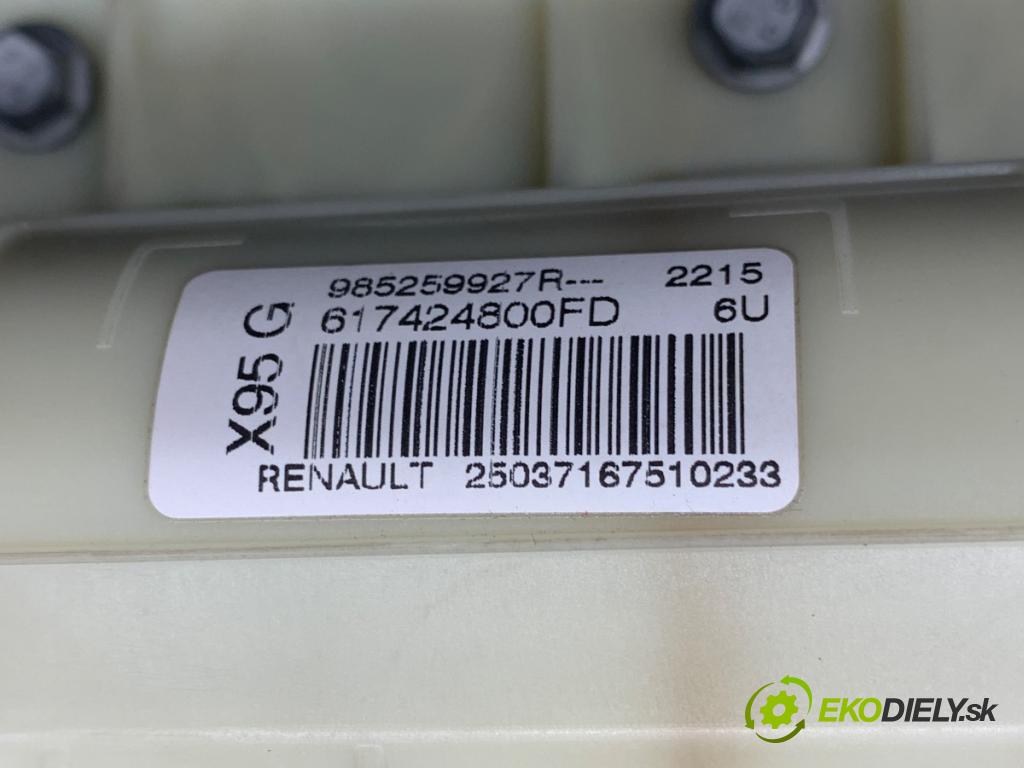 985259927R--- 2215
617424800FD 6U
X95 G
RENAULT 25037167510233
EKODIELY.sk